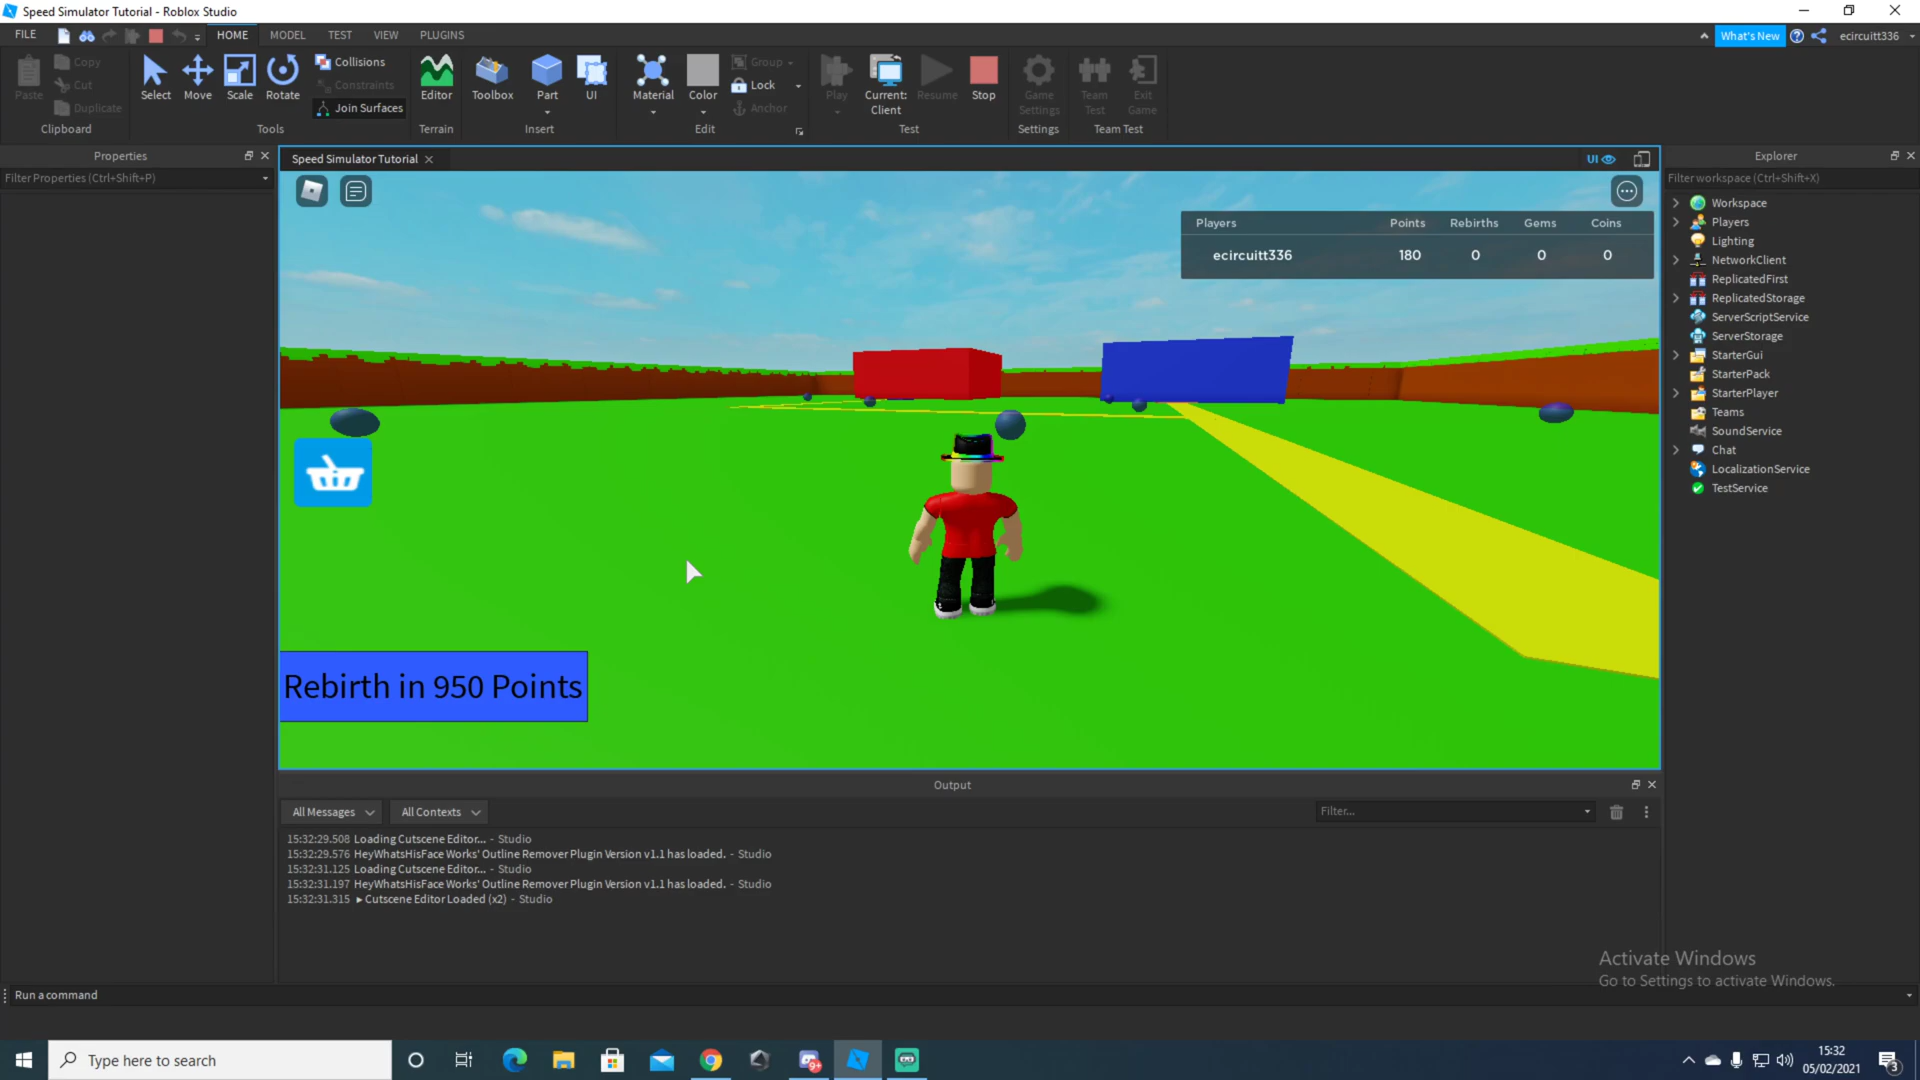 Speed Simulator Tutorial - Roblox Studio
FILE HOME MODEL TEST VIEW PLUGINS What's New ecircuitt336
Paste Copy Cut Duplicate
Select Move Scale Rotate
Collisions
Constraints
Join Surfaces
Editor Toolbox Part UI
Material Color
Group
Lock
Anchor
Play Current: Client Resume Stop
Game Settings Team Test Exit Game
Clipboard Tools Terrain Insert Edit Test Settings Team Test
Properties
Filter Properties (Ctrl+Shift+P)
Speed Simulator Tutorial
UI
Players Points Rebirths Gems Coins
ecircuitt336 180 0 0 0
Rebirth in 950 Points
Explorer
Filter workspace (Ctrl+Shift+X)
Workspace
Players
Lighting
NetworkClient
ReplicatedFirst
ReplicatedStorage
ServerScriptService
ServerStorage
StarterGui
StarterPack
StarterPlayer
Teams
SoundService
Chat
LocalizationService
TestService
Output
All Messages All Contexts Filter...
15:32:29.508 Loading Cutscene Editor... - Studio
15:32:29.576 HeyWhatsHisFace Works' Outline Remover Plugin Version v1.1 has loaded. - Studio
15:32:31.125 Loading Cutscene Editor... - Studio
15:32:31.197 HeyWhatsHisFace Works' Outline Remover Plugin Version v1.1 has loaded. - Studio
15:32:31.315 ▸ Cutscene Editor Loaded (x2) - Studio
Activate Windows
Go to Settings to activate Windows.
Run a command
Type here to search
9+
15:32
05/02/2021
3